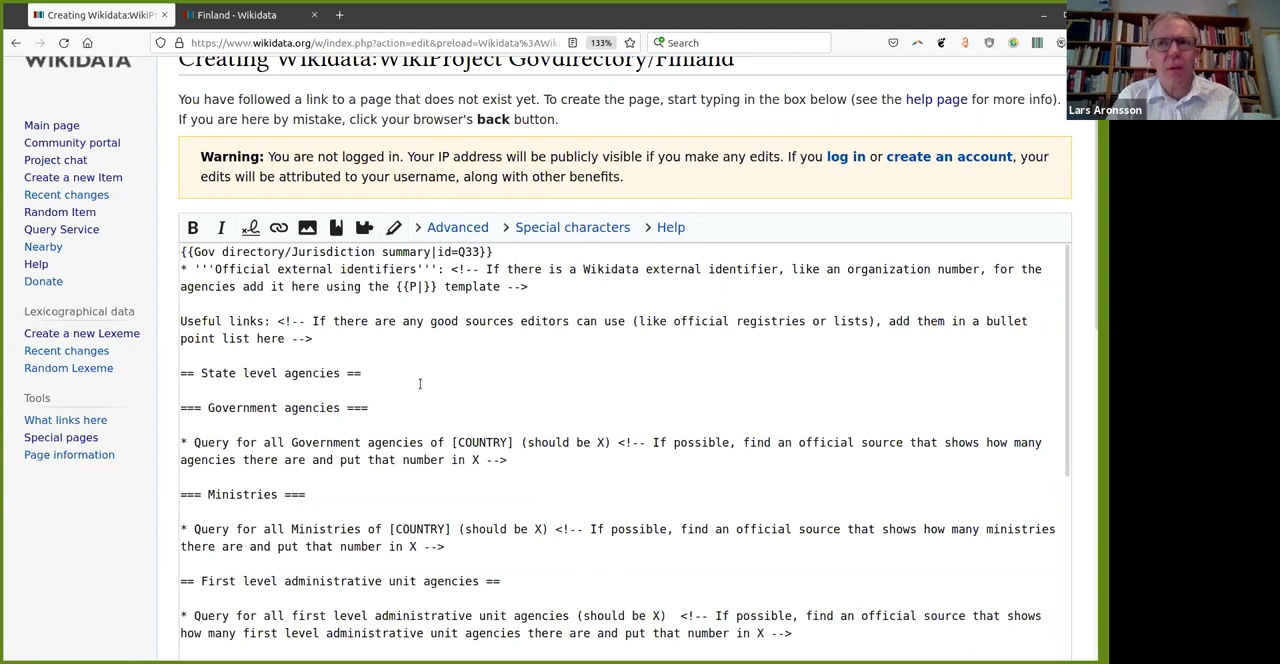 Creating Wikidata:WikiPr
Finland - Wikidata
https://www.wikidata.org/w/index.php?action=edit&preload=Wikidata%3AWik
133%
Search
Lars Aronsson
WIKIDATA
Main page
Community portal
Project chat
Create a new Item
Recent changes
Random Item
Query Service
Nearby
Help
Donate
Lexicographical data
Create a new Lexeme
Recent changes
Random Lexeme
Tools
What links here
Special pages
Page information
Creating Wikidata:WikiProject Govdirectory/Finland
You have followed a link to a page that does not exist yet. To create the page, start typing in the box below (see the help page for more info).
If you are here by mistake, click your browser's back button.
Warning: You are not logged in. Your IP address will be publicly visible if you make any edits. If you log in or create an account, your
edits will be attributed to your username, along with other benefits.
B I Advanced Special characters Help
{{Gov directory/Jurisdiction summary|id=Q33}}
* '''Official external identifiers''': <!-- If there is a Wikidata external identifier, like an organization number, for the
agencies add it here using the {{P|}} template -->
Useful links: <!-- If there are any good sources editors can use (like official registries or lists), add them in a bullet
point list here -->
== State level agencies ==
=== Government agencies ===
* Query for all Government agencies of [COUNTRY] (should be X) <!-- If possible, find an official source that shows how many
agencies there are and put that number in X -->
=== Ministries ===
* Query for all Ministries of [COUNTRY] (should be X) <!-- If possible, find an official source that shows how many ministries
there are and put that number in X -->
== First level administrative unit agencies ==
* Query for all first level administrative unit agencies (should be X)  <!-- If possible, find an official source that shows
how many first level administrative unit agencies there are and put that number in X -->